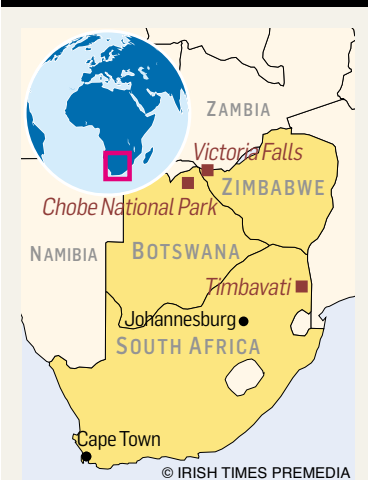 ZAMBIA
Victoria Falls
ZIMBABWE
Chobe National Park
NAMIBIA
BOTSWANA
Timbavati
Johannesburg
SOUTH AFRICA
Cape Town
© IRISH TIMES PREMEDIA